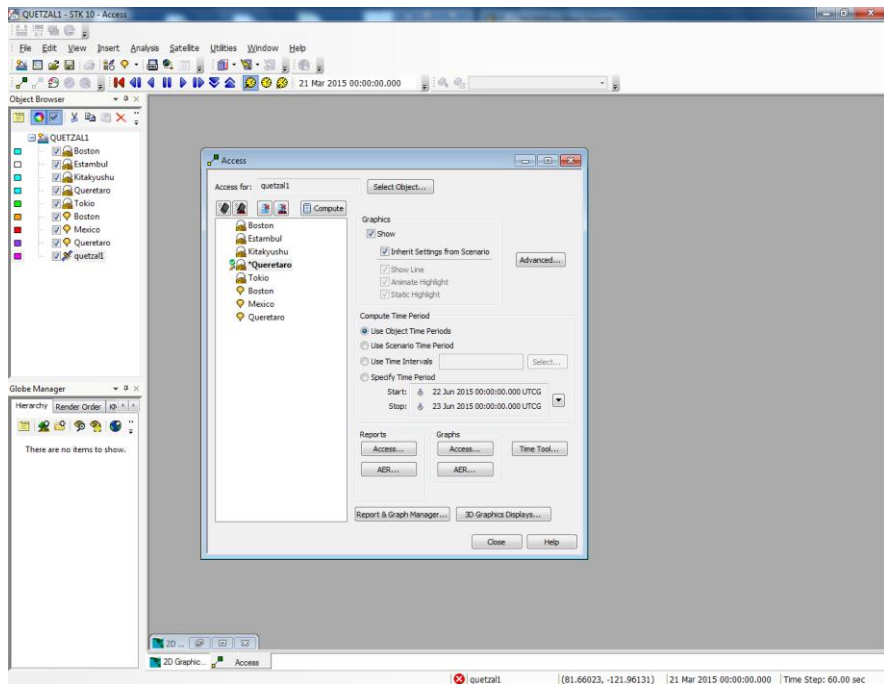 QUETZAL1 - STK 10 - Access
File Edit View Insert Analysis Satellite Utilities Window Help
21 Mar 2015 00:00:00.000
Object Browser
QUETZAL1
Boston
Estambul
Kitakyushu
Queretaro
Tokio
Boston
Mexico
Queretaro
quetzal1
Globe Manager
Hierarchy Render Order
There are no items to show.
Access
Access for: quetzal1 Select Object...
Compute
Boston
Estambul
Kitakyushu
*Queretaro
Tokio
Boston
Mexico
Queretaro
Graphics
Show
Inherit Settings from Scenario
Show Line
Animate Highlight
Static Highlight
Advanced...
Compute Time Period
Use Object Time Periods
Use Scenario Time Period
Use Time Intervals Select...
Specify Time Period
Start: 22 Jun 2015 00:00:00.000 UTCG
Stop: 23 Jun 2015 00:00:00.000 UTCG
Reports Graphs
Access... Access... Time Tool...
AER... AER...
Report & Graph Manager... 3D Graphics Displays...
Close Help
2D ...
2D Graphic... Access
quetzal1 (81.66023, -121.96131) 21 Mar 2015 00:00:00.000 Time Step: 60.00 sec